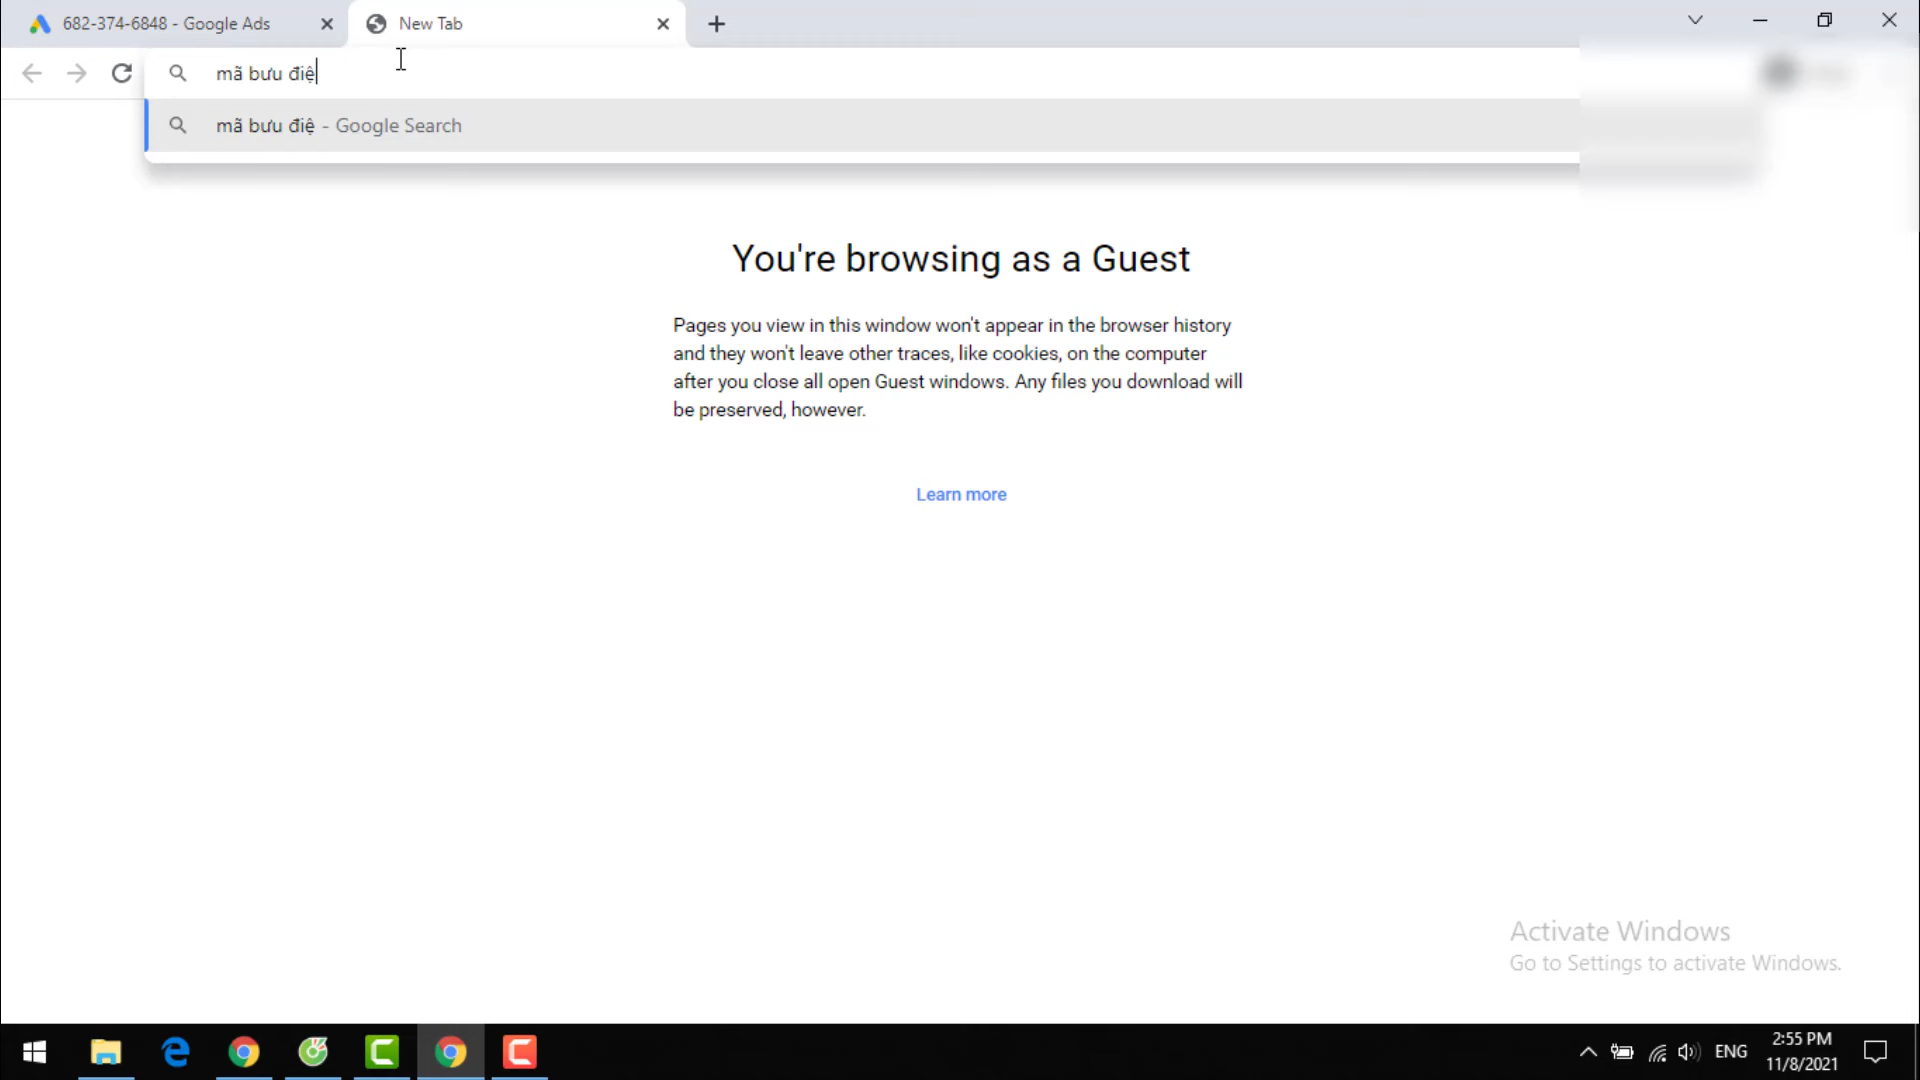 682-374-6848 - Google Ads
New Tab
mã bưu điệ
mã bưu điệ - Google Search
You're browsing as a Guest
Pages you view in this window won't appear in the browser history
and they won't leave other traces, like cookies, on the computer
after you close all open Guest windows. Any files you download will
be preserved, however.
Learn more
Activate Windows
Go to Settings to activate Windows.
ENG
2:55 PM
11/8/2021